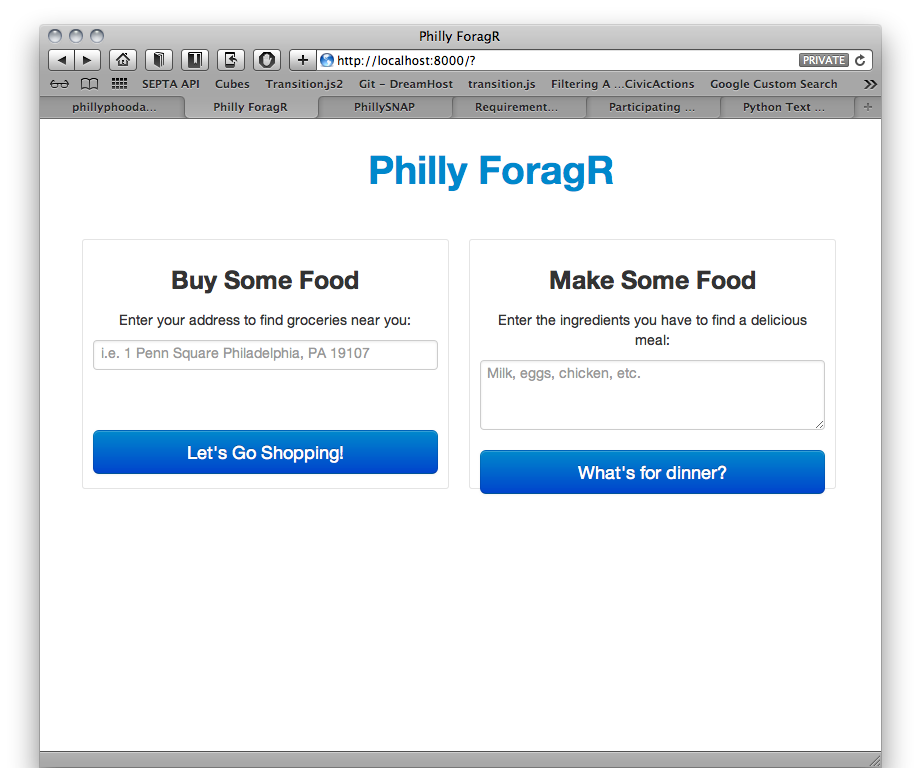 Philly ForagR
http://localhost:8000/?
PRIVATE
SEPTA API Cubes Transition.js2 Git – DreamHost transition.js Filtering A ...CivicActions Google Custom Search
phillyphooda... Philly ForagR PhillySNAP Requirement... Participating ... Python Text ...
Philly ForagR
Buy Some Food
Enter your address to find groceries near you:
i.e. 1 Penn Square Philadelphia, PA 19107
Let's Go Shopping!
Make Some Food
Enter the ingredients you have to find a delicious
meal:
Milk, eggs, chicken, etc.
What's for dinner?